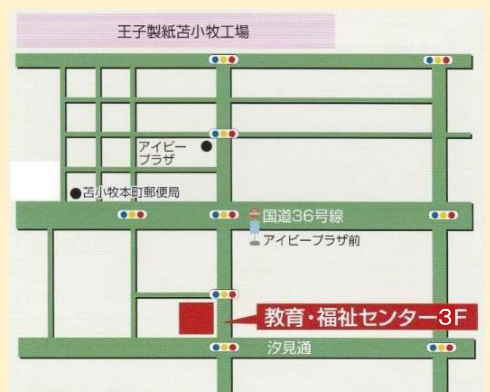 王子製紙苫小牧工場
アイビー
プラザ
苫小牧本町郵便局
国道36号線
アイビープラザ前
教育・福祉センター3F
汐見通